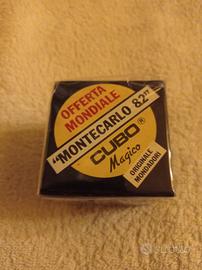 OFFERTA
MONDIALE
"MONTECARLO 82"
CUBO ®
Magico
ORIGINALE
MONDADORI
SUBITO